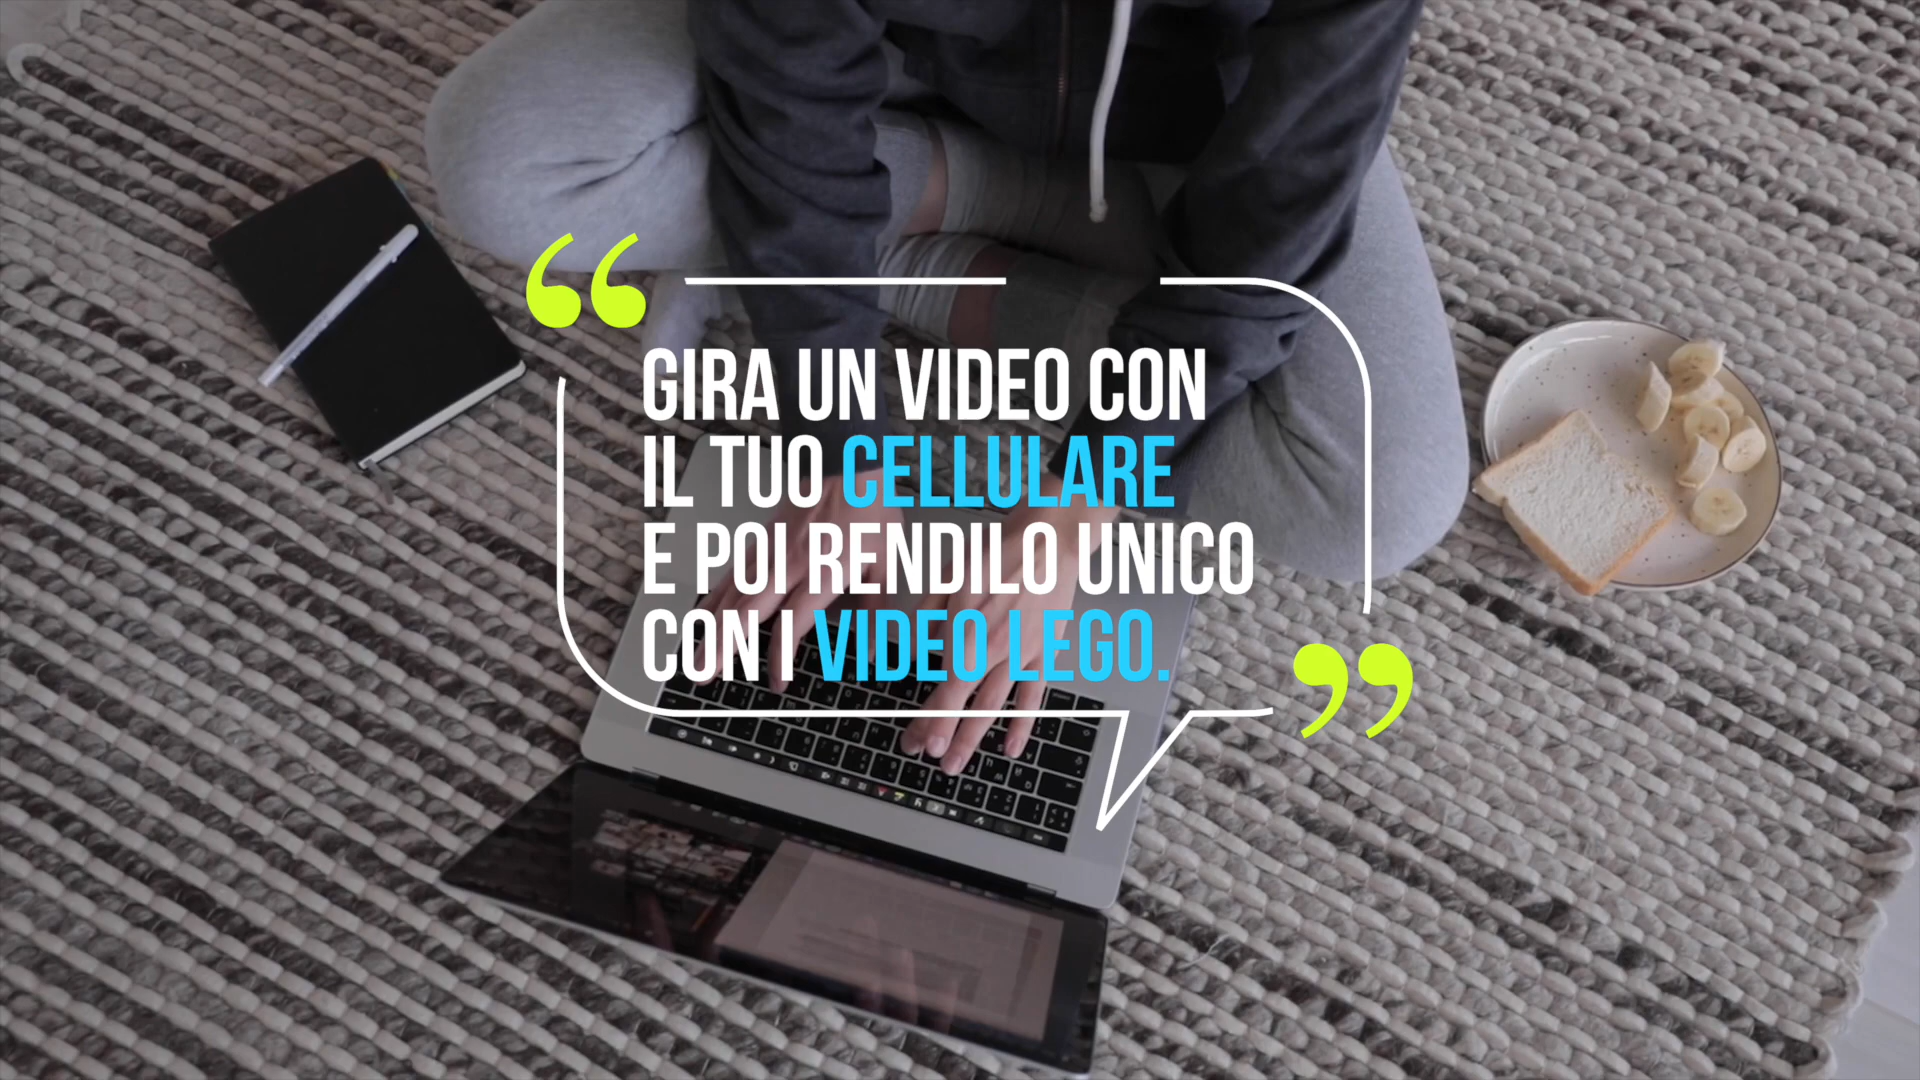 GIRA UN VIDEO CON
IL TUO CELLULARE
E POI RENDILO UNICO
CON I VIDEO LEGO.